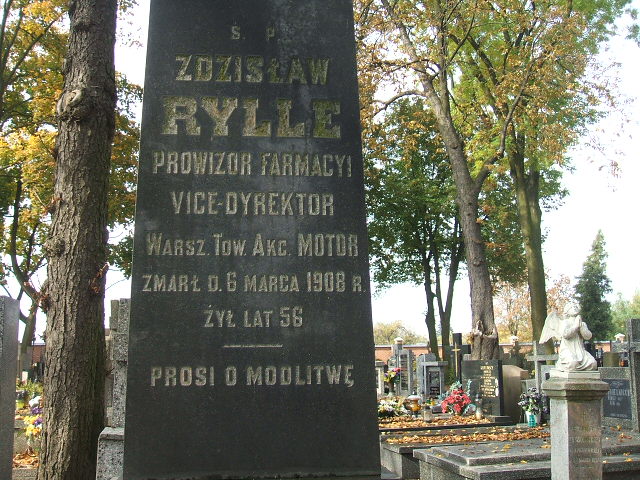 Ś. P.
ZDZISŁAW
RYLLE
PROWIZOR FARMACYI
VICE-DYREKTOR
WARSZ. TOW. AKC. MOTOR
ZMARŁ D. 6 MARCA 1908 R.
ŻYŁ LAT 56
PROSI O MODLITWĘ